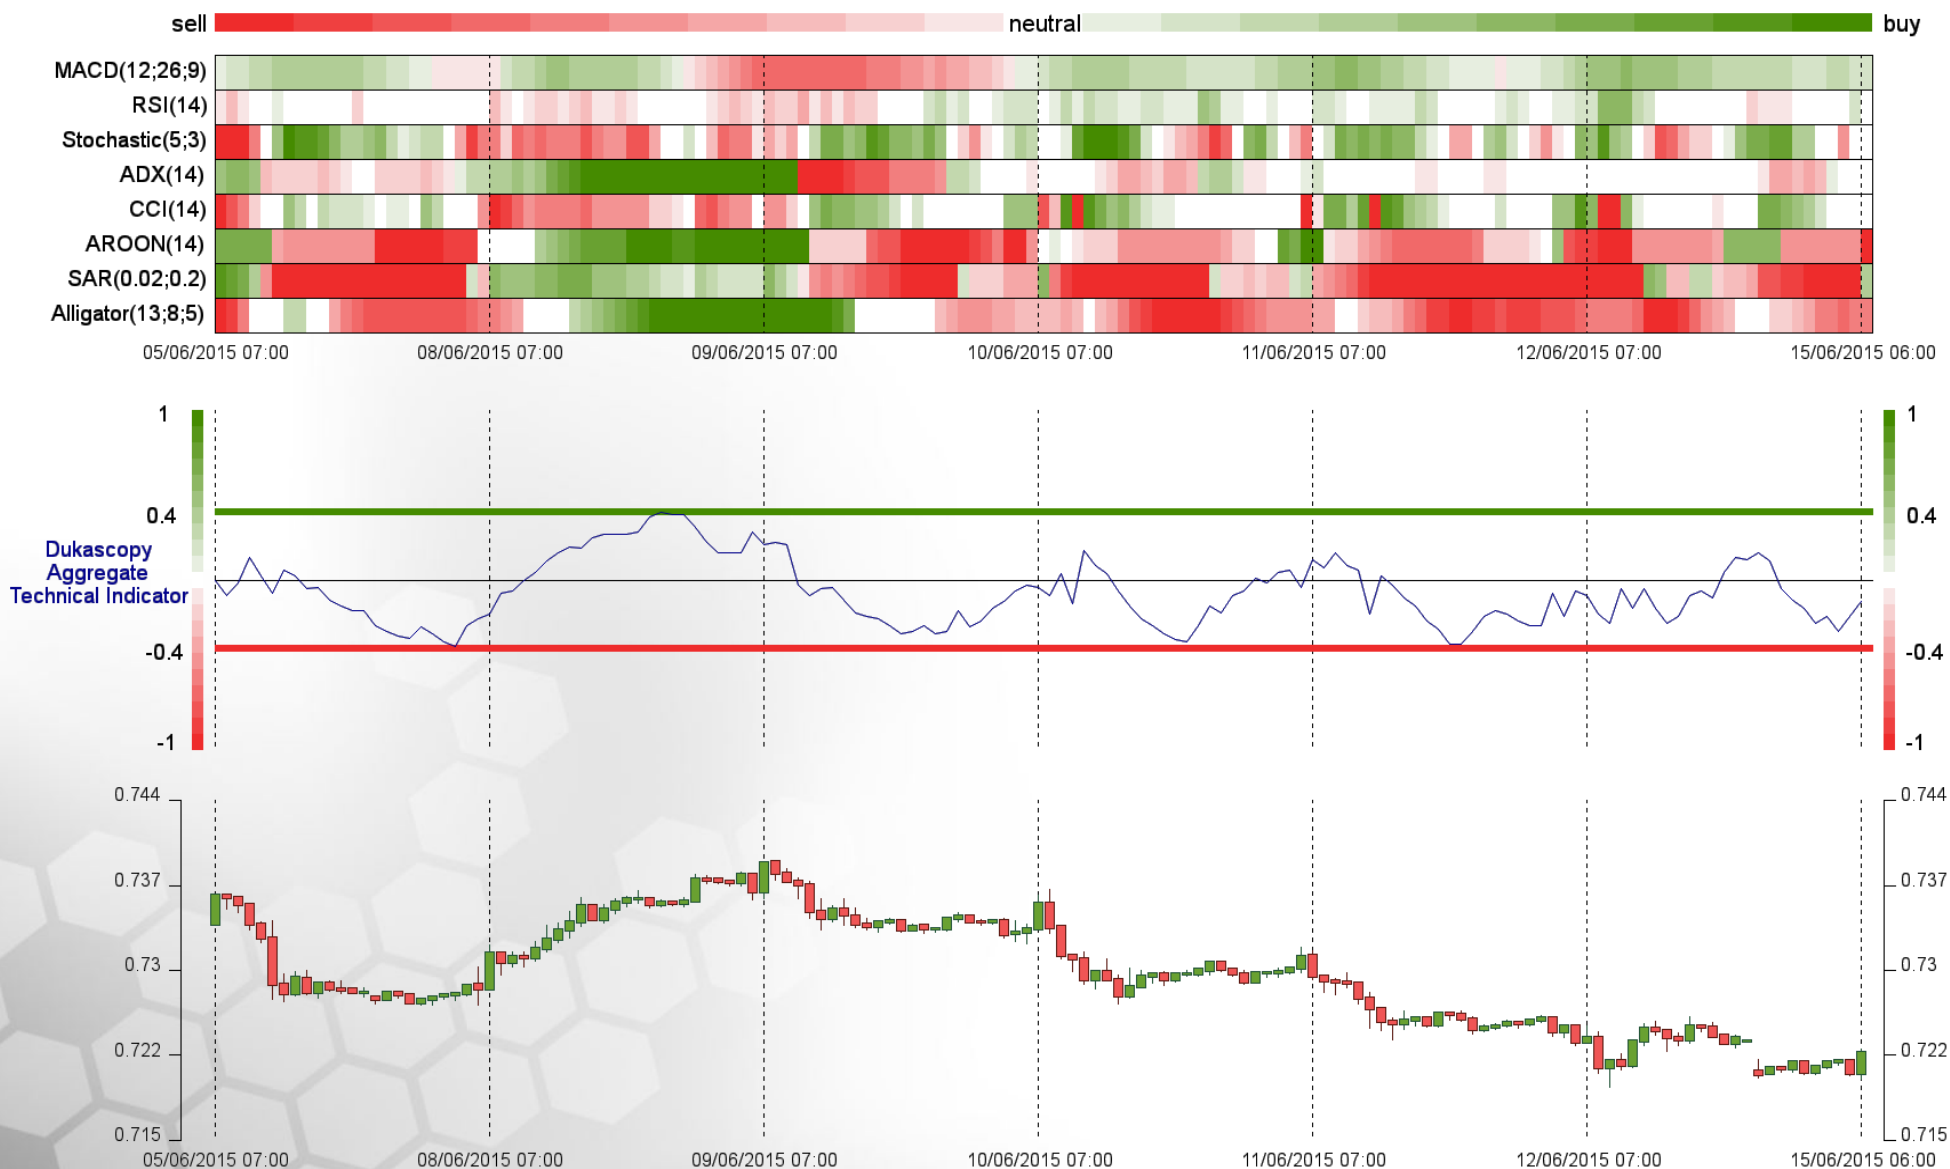 sell neutral buy
MACD(12;26;9)
RSI(14)
Stochastic(5;3)
ADX(14)
CCI(14)
AROON(14)
SAR(0.02;0.2)
Alligator(13;8;5)
05/06/2015 07:00 08/06/2015 07:00 09/06/2015 07:00 10/06/2015 07:00 11/06/2015 07:00 12/06/2015 07:00 15/06/2015 06:00
1 1
0.4 0.4
Dukascopy
Aggregate
Technical Indicator
-0.4 -0.4
-1 -1
0.744 0.744
0.737 0.737
0.73 0.73
0.722 0.722
0.715 0.715
05/06/2015 07:00 08/06/2015 07:00 09/06/2015 07:00 10/06/2015 07:00 11/06/2015 07:00 12/06/2015 07:00 15/06/2015 06:00